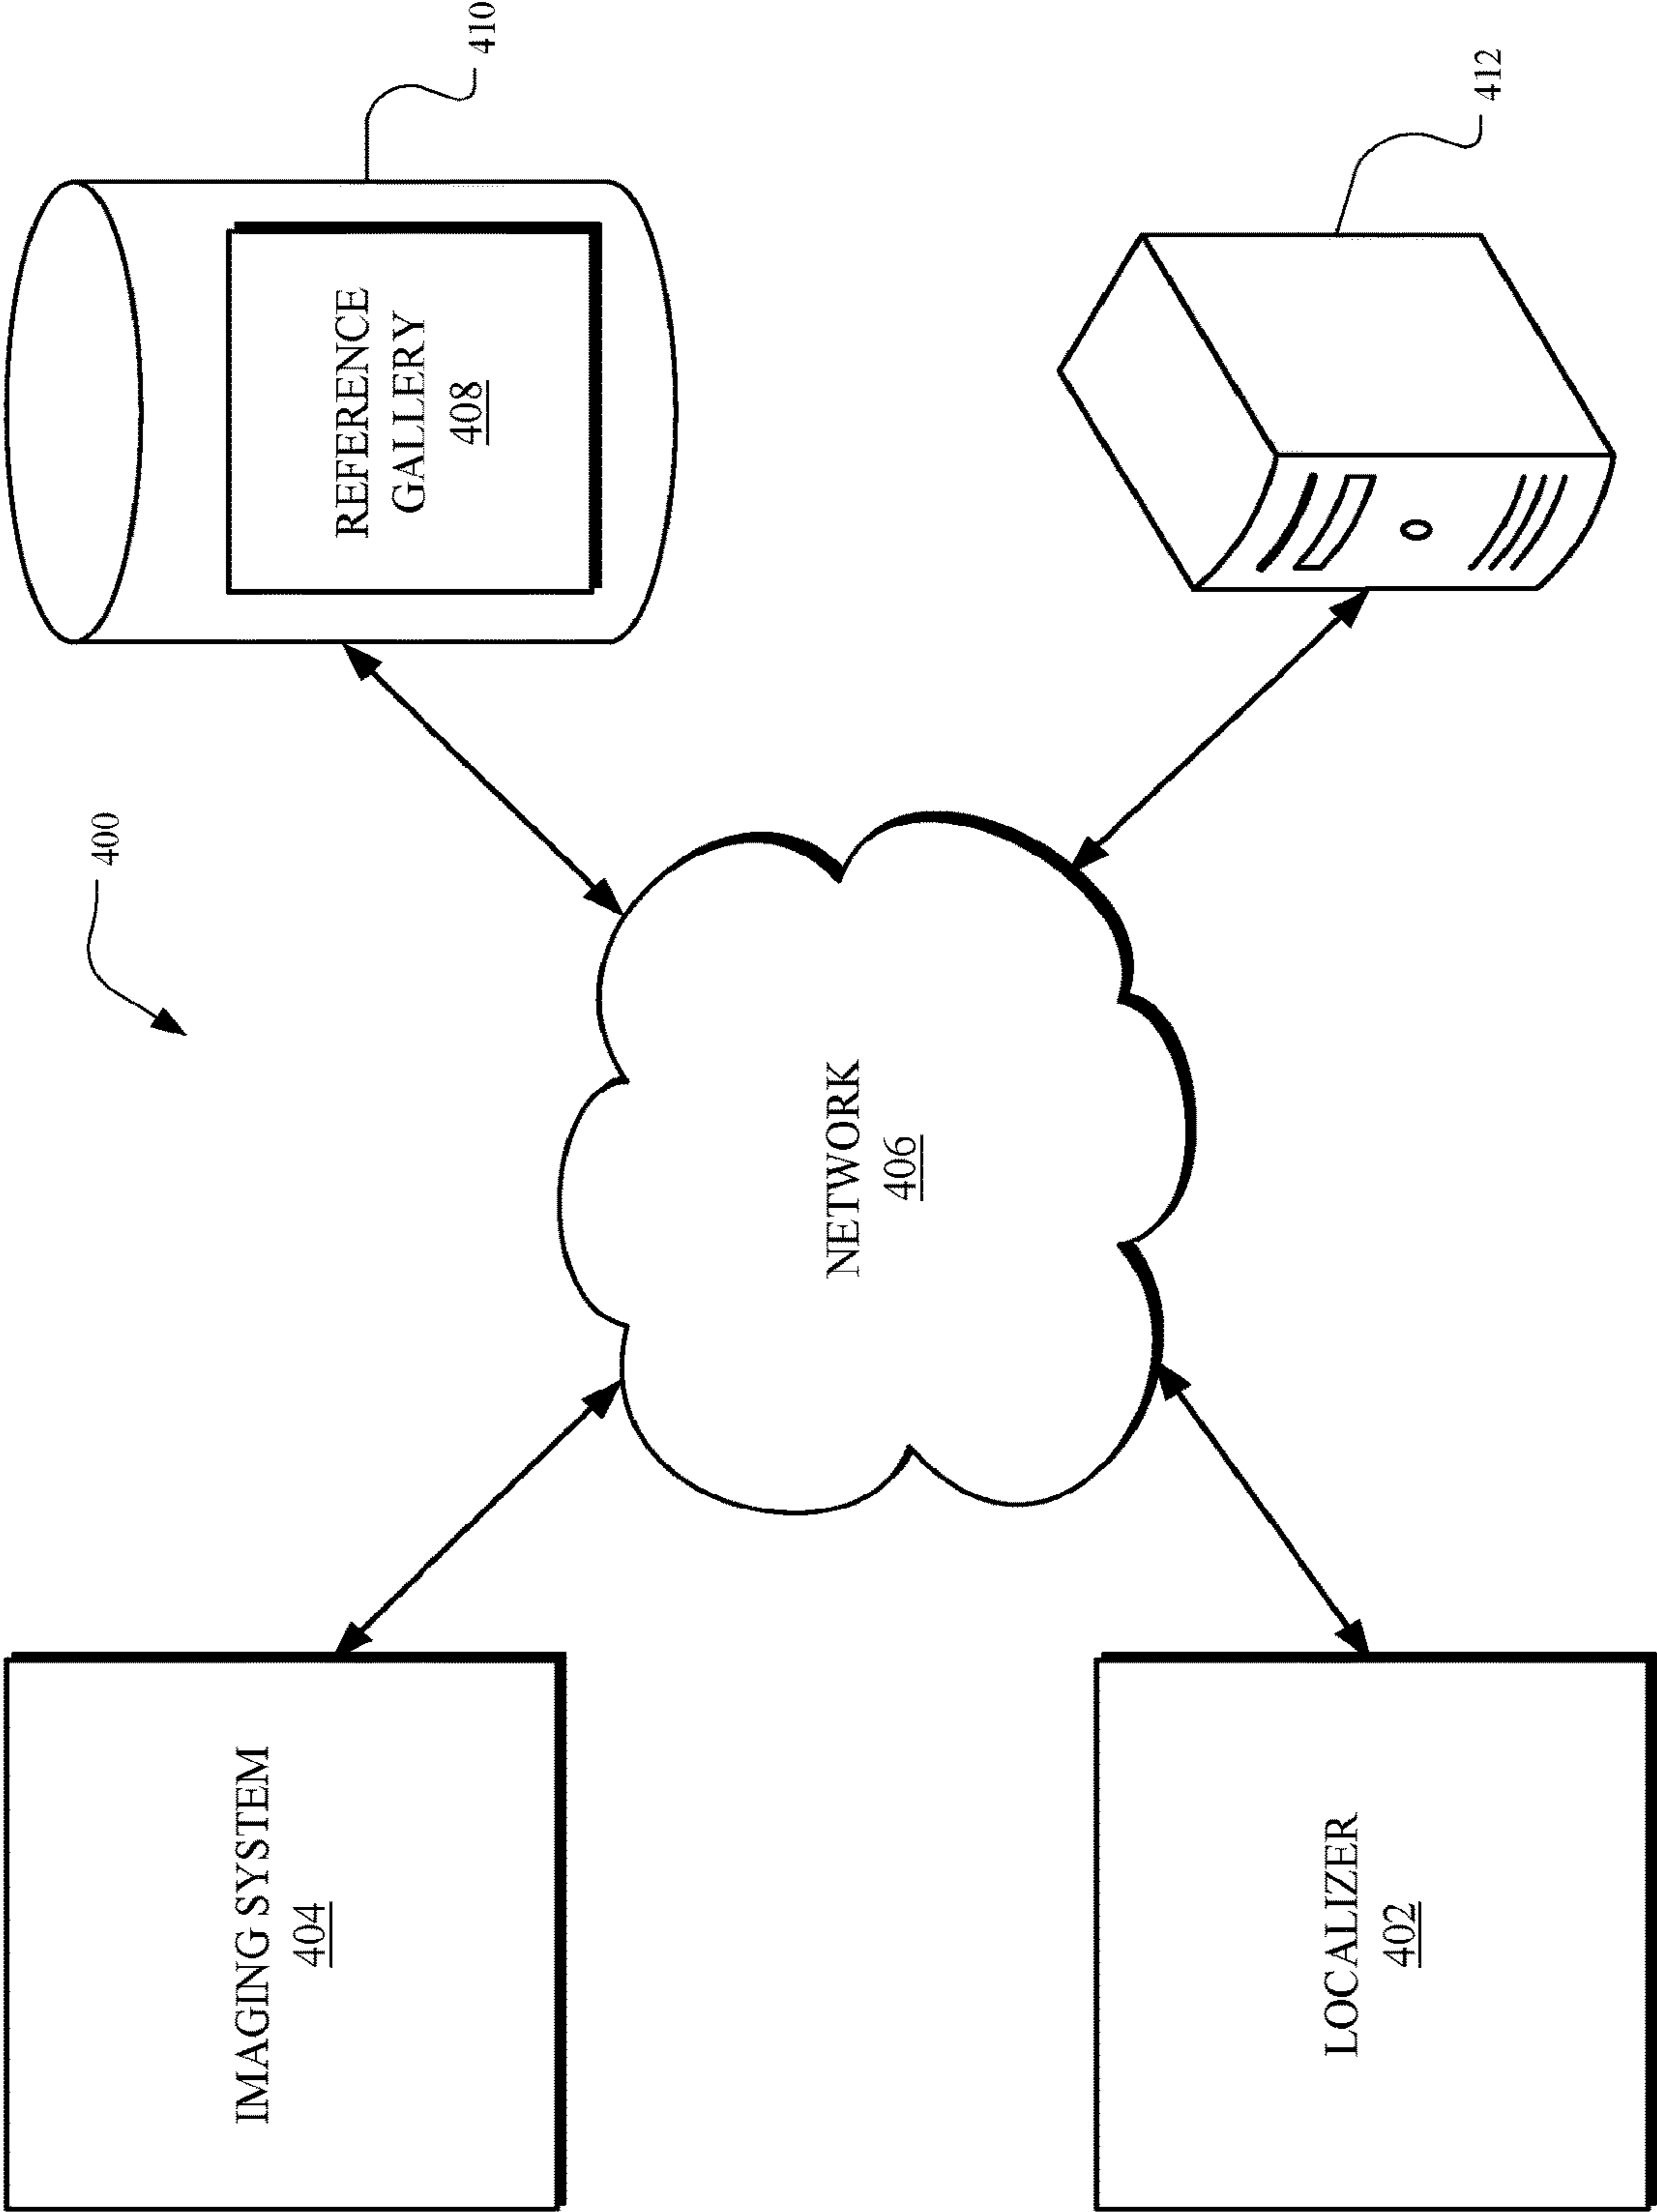 400
IMAGING SYSTEM
404
REFERENCE
GALLERY
408
410
NETWORK
406
LOCALIZER
402
412